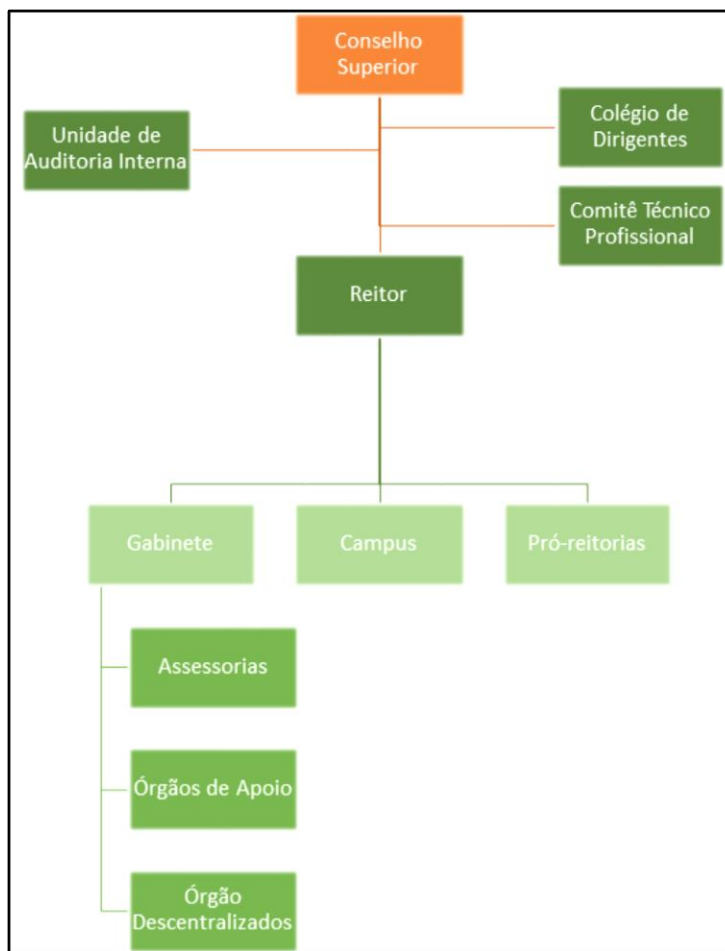 Conselho
Superior
Unidade de
Auditoria Interna
Colégio de
Dirigentes
Comitê Técnico
Profissional
Reitor
Gabinete
Campus
Pró-reitorias
Assessorias
Órgãos de Apoio
Órgão
Descentralizados